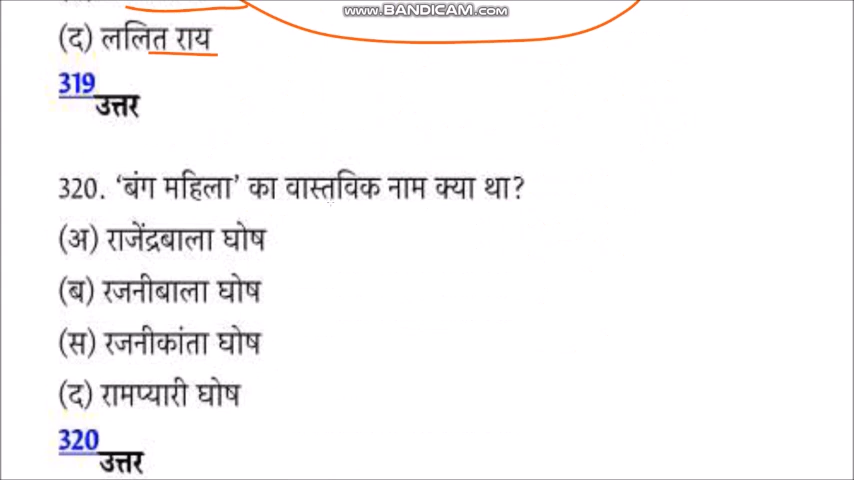 www.BANDICAM.com
(द) ललित राय
319
उत्तर
320. ‘बंग महिला’ का वास्तविक नाम क्या था?
(अ) राजेंद्रबाला घोष
(ब) रजनीबाला घोष
(स) रजनीकांता घोष
(द) रामप्यारी घोष
320
उत्तर